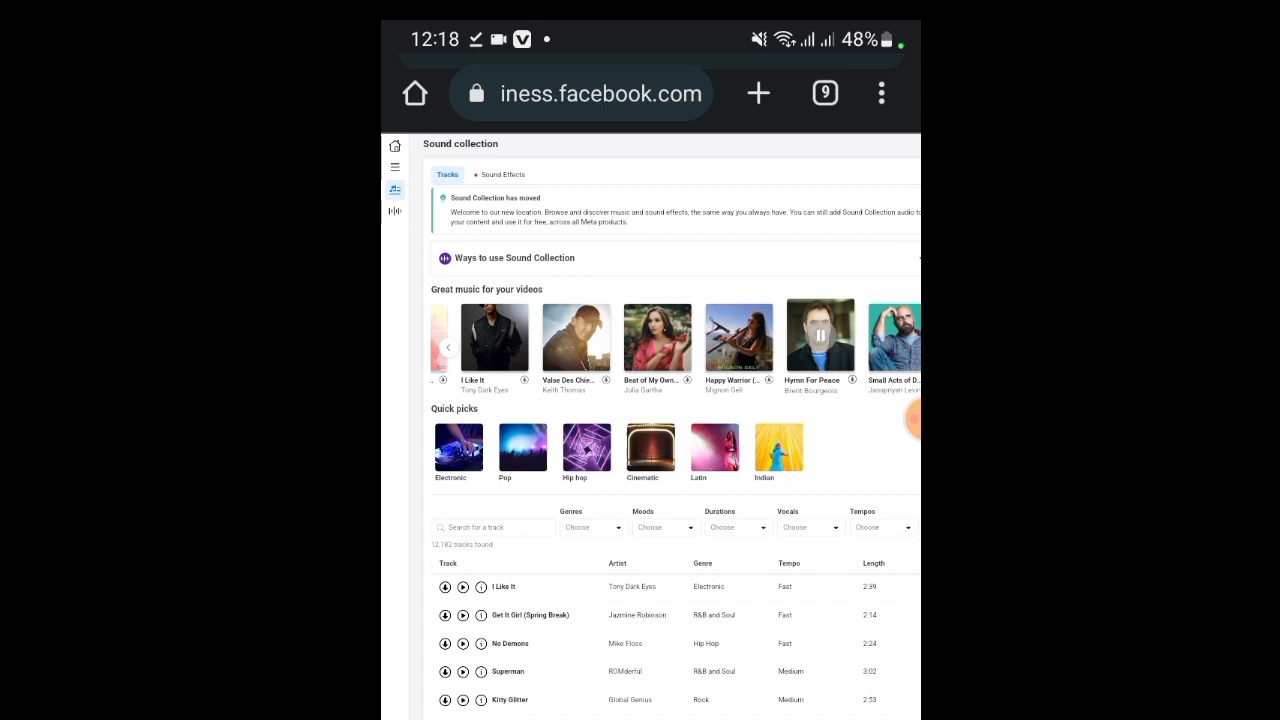 12:18
48%
iness.facebook.com
9
Sound collection
Tracks
Sound Effects
Sound Collection has moved
Welcome to our new location. Browse and discover music and sound effects, the same way you always have. You can still add Sound Collection audio to
your content and use it for free, across all Meta products.
Ways to use Sound Collection
Great music for your videos
MIGNON GELI
.. I Like It Valse Des Chie... Beat of My Own... Happy Warrior (... Hymn For Peace Small Acts of D...
Tony Dark Eyes Keith Thomas Julia Gartha Mignon Geli Brent Bourgeois Janapriyan Levin
Quick picks
Electronic Pop Hip hop Cinematic Latin Indian
Genres Moods Durations Vocals Tempos
Search for a track Choose Choose Choose Choose Choose
12,182 tracks found
Track Artist Genre Tempo Length
I Like It Tony Dark Eyes Electronic Fast 2:39
Get It Girl (Spring Break) Jazmine Robinson R&B and Soul Fast 2:14
No Demons Mike Floss Hip Hop Fast 2:24
Superman ROMderful R&B and Soul Medium 3:02
Kitty Glitter Global Genius Rock Medium 2:53